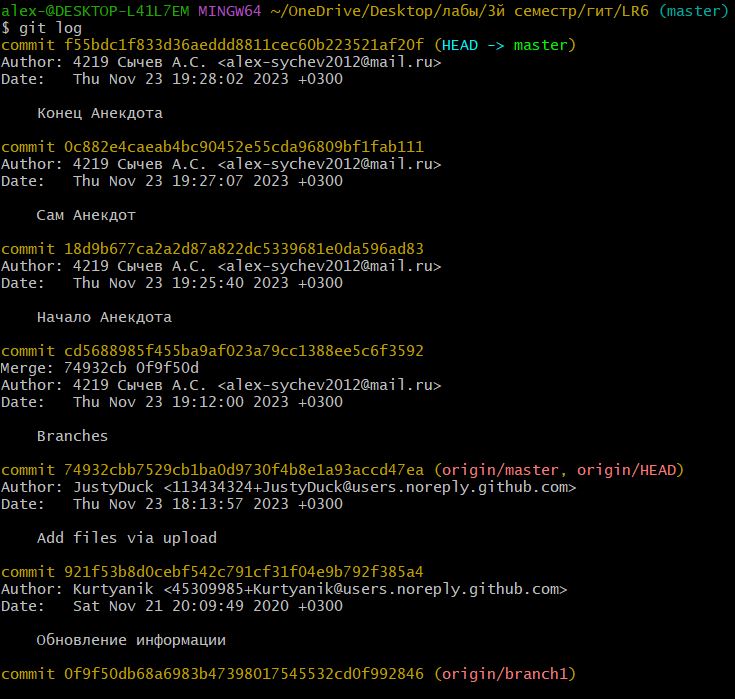 alex-@DESKTOP-L41L7EM MINGW64 ~/OneDrive/Desktop/лабы/3й семестр/гит/LR6 (master)
$ git log
commit f55bdc1f833d36aeddd8811cec60b223521af20f (HEAD -> master)
Author: 4219 Сычев А.С. <alex-sychev2012@mail.ru>
Date:   Thu Nov 23 19:28:02 2023 +0300
Конец Анекдота
commit 0c882e4caeab4bc90452e55cda96809bf1fab111
Author: 4219 Сычев А.С. <alex-sychev2012@mail.ru>
Date:   Thu Nov 23 19:27:07 2023 +0300
Сам Анекдот
commit 18d9b677ca2a2d87a822dc5339681e0da596ad83
Author: 4219 Сычев А.С. <alex-sychev2012@mail.ru>
Date:   Thu Nov 23 19:25:40 2023 +0300
Начало Анекдота
commit cd5688985f455ba9af023a79cc1388ee5c6f3592
Merge: 74932cb 0f9f50d
Author: 4219 Сычев А.С. <alex-sychev2012@mail.ru>
Date:   Thu Nov 23 19:12:00 2023 +0300
Branches
commit 74932cbb7529cb1ba0d9730f4b8e1a93accd47ea (origin/master, origin/HEAD)
Author: JustyDuck <113434324+JustyDuck@users.noreply.github.com>
Date:   Thu Nov 23 18:13:57 2023 +0300
Add files via upload
commit 921f53b8d0cebf542c791cf31f04e9b792f385a4
Author: Kurtyanik <45309985+Kurtyanik@users.noreply.github.com>
Date:   Sat Nov 21 20:09:49 2020 +0300
Обновление информации
commit 0f9f50db68a6983b47398017545532cd0f992846 (origin/branch1)